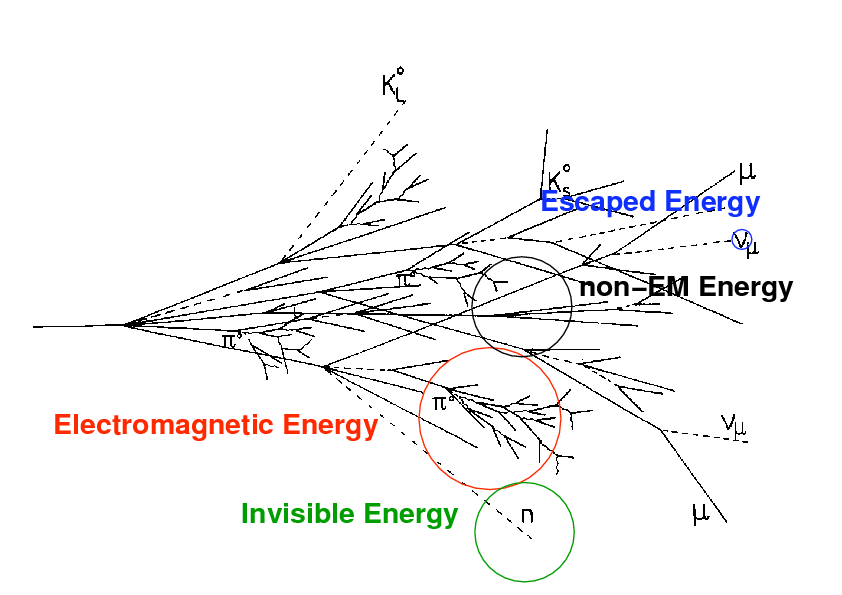 K°L
K°S
μ
Escaped Energy
νμ
π°
non−EM Energy
π°
π°
Electromagnetic Energy
νμ
Invisible Energy
n
μ